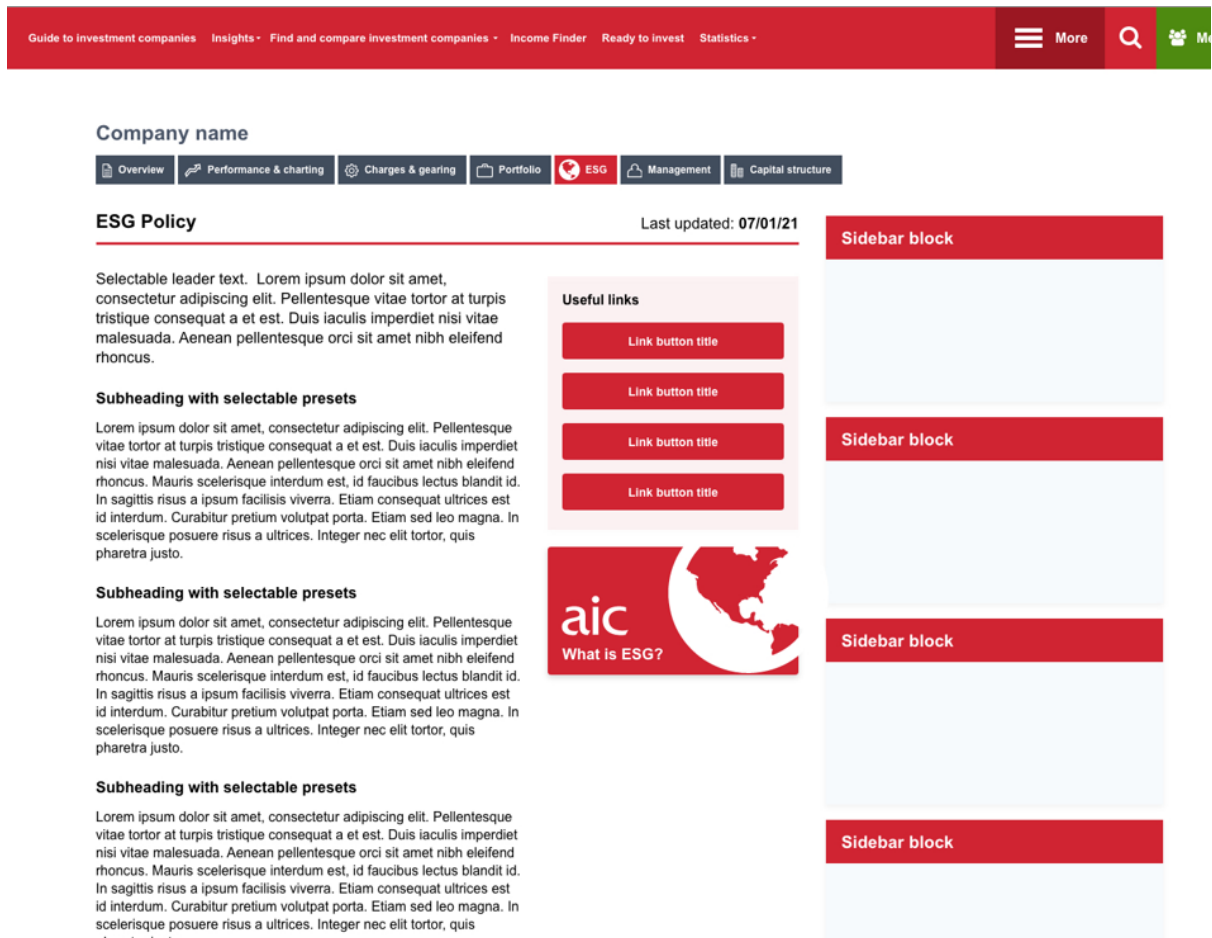 Guide to investment companies Insights Find and compare investment companies Income Finder Ready to invest Statistics More
Company name
Overview Performance & charting Charges & gearing Portfolio ESG Management Capital structure
ESG Policy
Last updated: 07/01/21
Selectable leader text. Lorem ipsum dolor sit amet,
consectetur adipiscing elit. Pellentesque vitae tortor at turpis
tristique consequat a et est. Duis iaculis imperdiet nisi vitae
malesuada. Aenean pellentesque orci sit amet nibh eleifend
rhoncus.
Subheading with selectable presets
Lorem ipsum dolor sit amet, consectetur adipiscing elit. Pellentesque
vitae tortor at turpis tristique consequat a et est. Duis iaculis imperdiet
nisi vitae malesuada. Aenean pellentesque orci sit amet nibh eleifend
rhoncus. Mauris scelerisque interdum est, id faucibus lectus blandit id.
In sagittis risus a ipsum facilisis viverra. Etiam consequat ultrices est
id interdum. Curabitur pretium volutpat porta. Etiam sed leo magna. In
scelerisque posuere risus a ultrices. Integer nec elit tortor, quis
pharetra justo.
Subheading with selectable presets
Lorem ipsum dolor sit amet, consectetur adipiscing elit. Pellentesque
vitae tortor at turpis tristique consequat a et est. Duis iaculis imperdiet
nisi vitae malesuada. Aenean pellentesque orci sit amet nibh eleifend
rhoncus. Mauris scelerisque interdum est, id faucibus lectus blandit id.
In sagittis risus a ipsum facilisis viverra. Etiam consequat ultrices est
id interdum. Curabitur pretium volutpat porta. Etiam sed leo magna. In
scelerisque posuere risus a ultrices. Integer nec elit tortor, quis
pharetra justo.
Subheading with selectable presets
Lorem ipsum dolor sit amet, consectetur adipiscing elit. Pellentesque
vitae tortor at turpis tristique consequat a et est. Duis iaculis imperdiet
nisi vitae malesuada. Aenean pellentesque orci sit amet nibh eleifend
rhoncus. Mauris scelerisque interdum est, id faucibus lectus blandit id.
In sagittis risus a ipsum facilisis viverra. Etiam consequat ultrices est
id interdum. Curabitur pretium volutpat porta. Etiam sed leo magna. In
scelerisque posuere risus a ultrices. Integer nec elit tortor, quis
Useful links
Link button title
Link button title
Link button title
Link button title
aic
What is ESG?
Sidebar block
Sidebar block
Sidebar block
Sidebar block